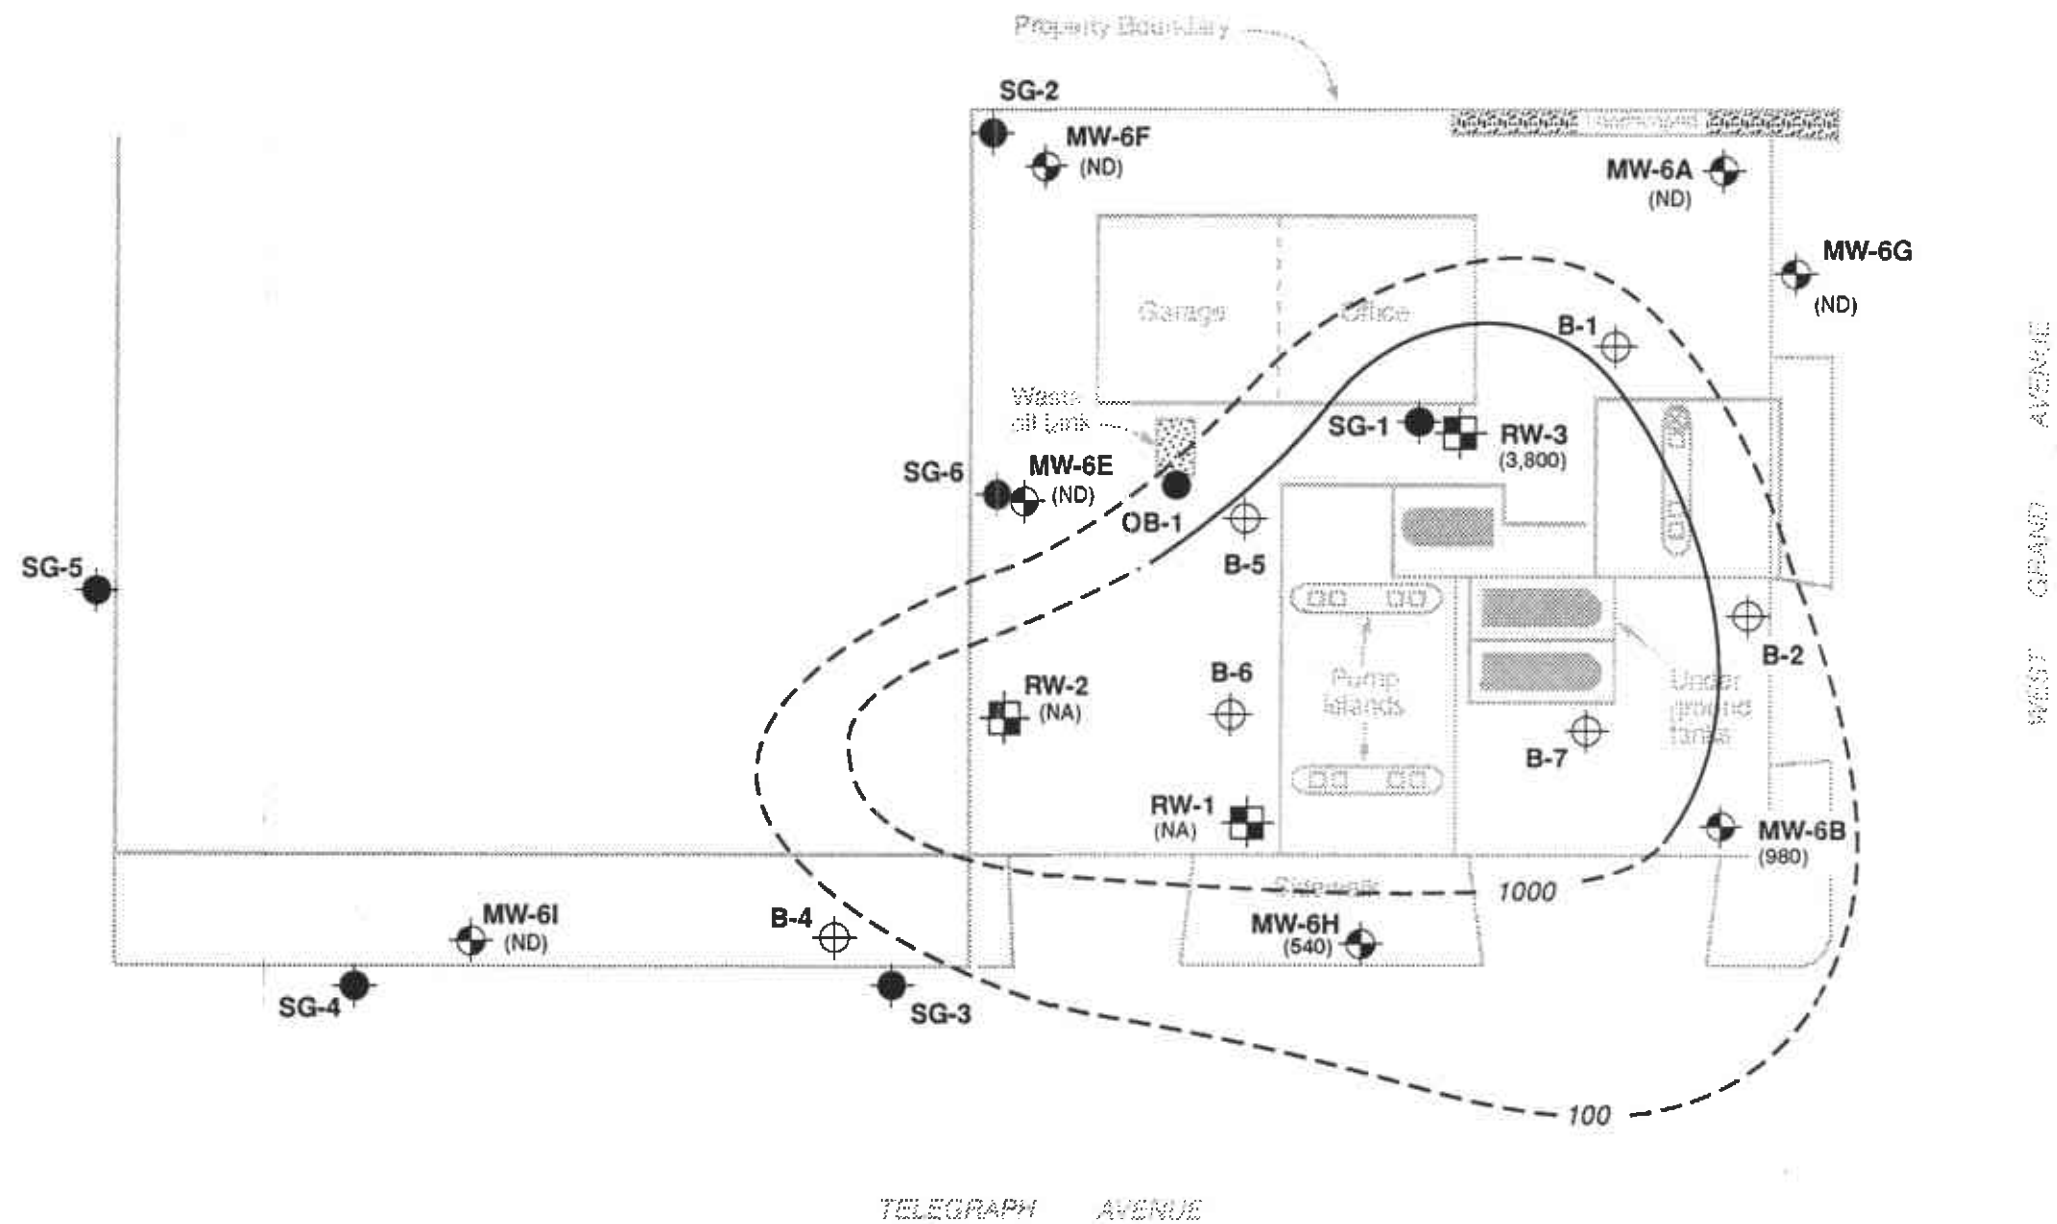 Property Boundary
SG-2
MW-6F
(ND)
MW-6A
(ND)
MW-6G
(ND)
Garage
Office
B-1
Waste
oil tank
SG-1
RW-3
(3,800)
SG-6
MW-6E
(ND)
OB-1
B-5
SG-5
B-2
B-6
RW-2
(NA)
Pump
Islands
Under
ground
tanks
B-7
RW-1
(NA)
MW-6B
(980)
Sidewalk
1000
MW-6I
(ND)
B-4
MW-6H
(540)
SG-4
SG-3
100
TELEGRAPH AVENUE
WEST GRAND AVENUE